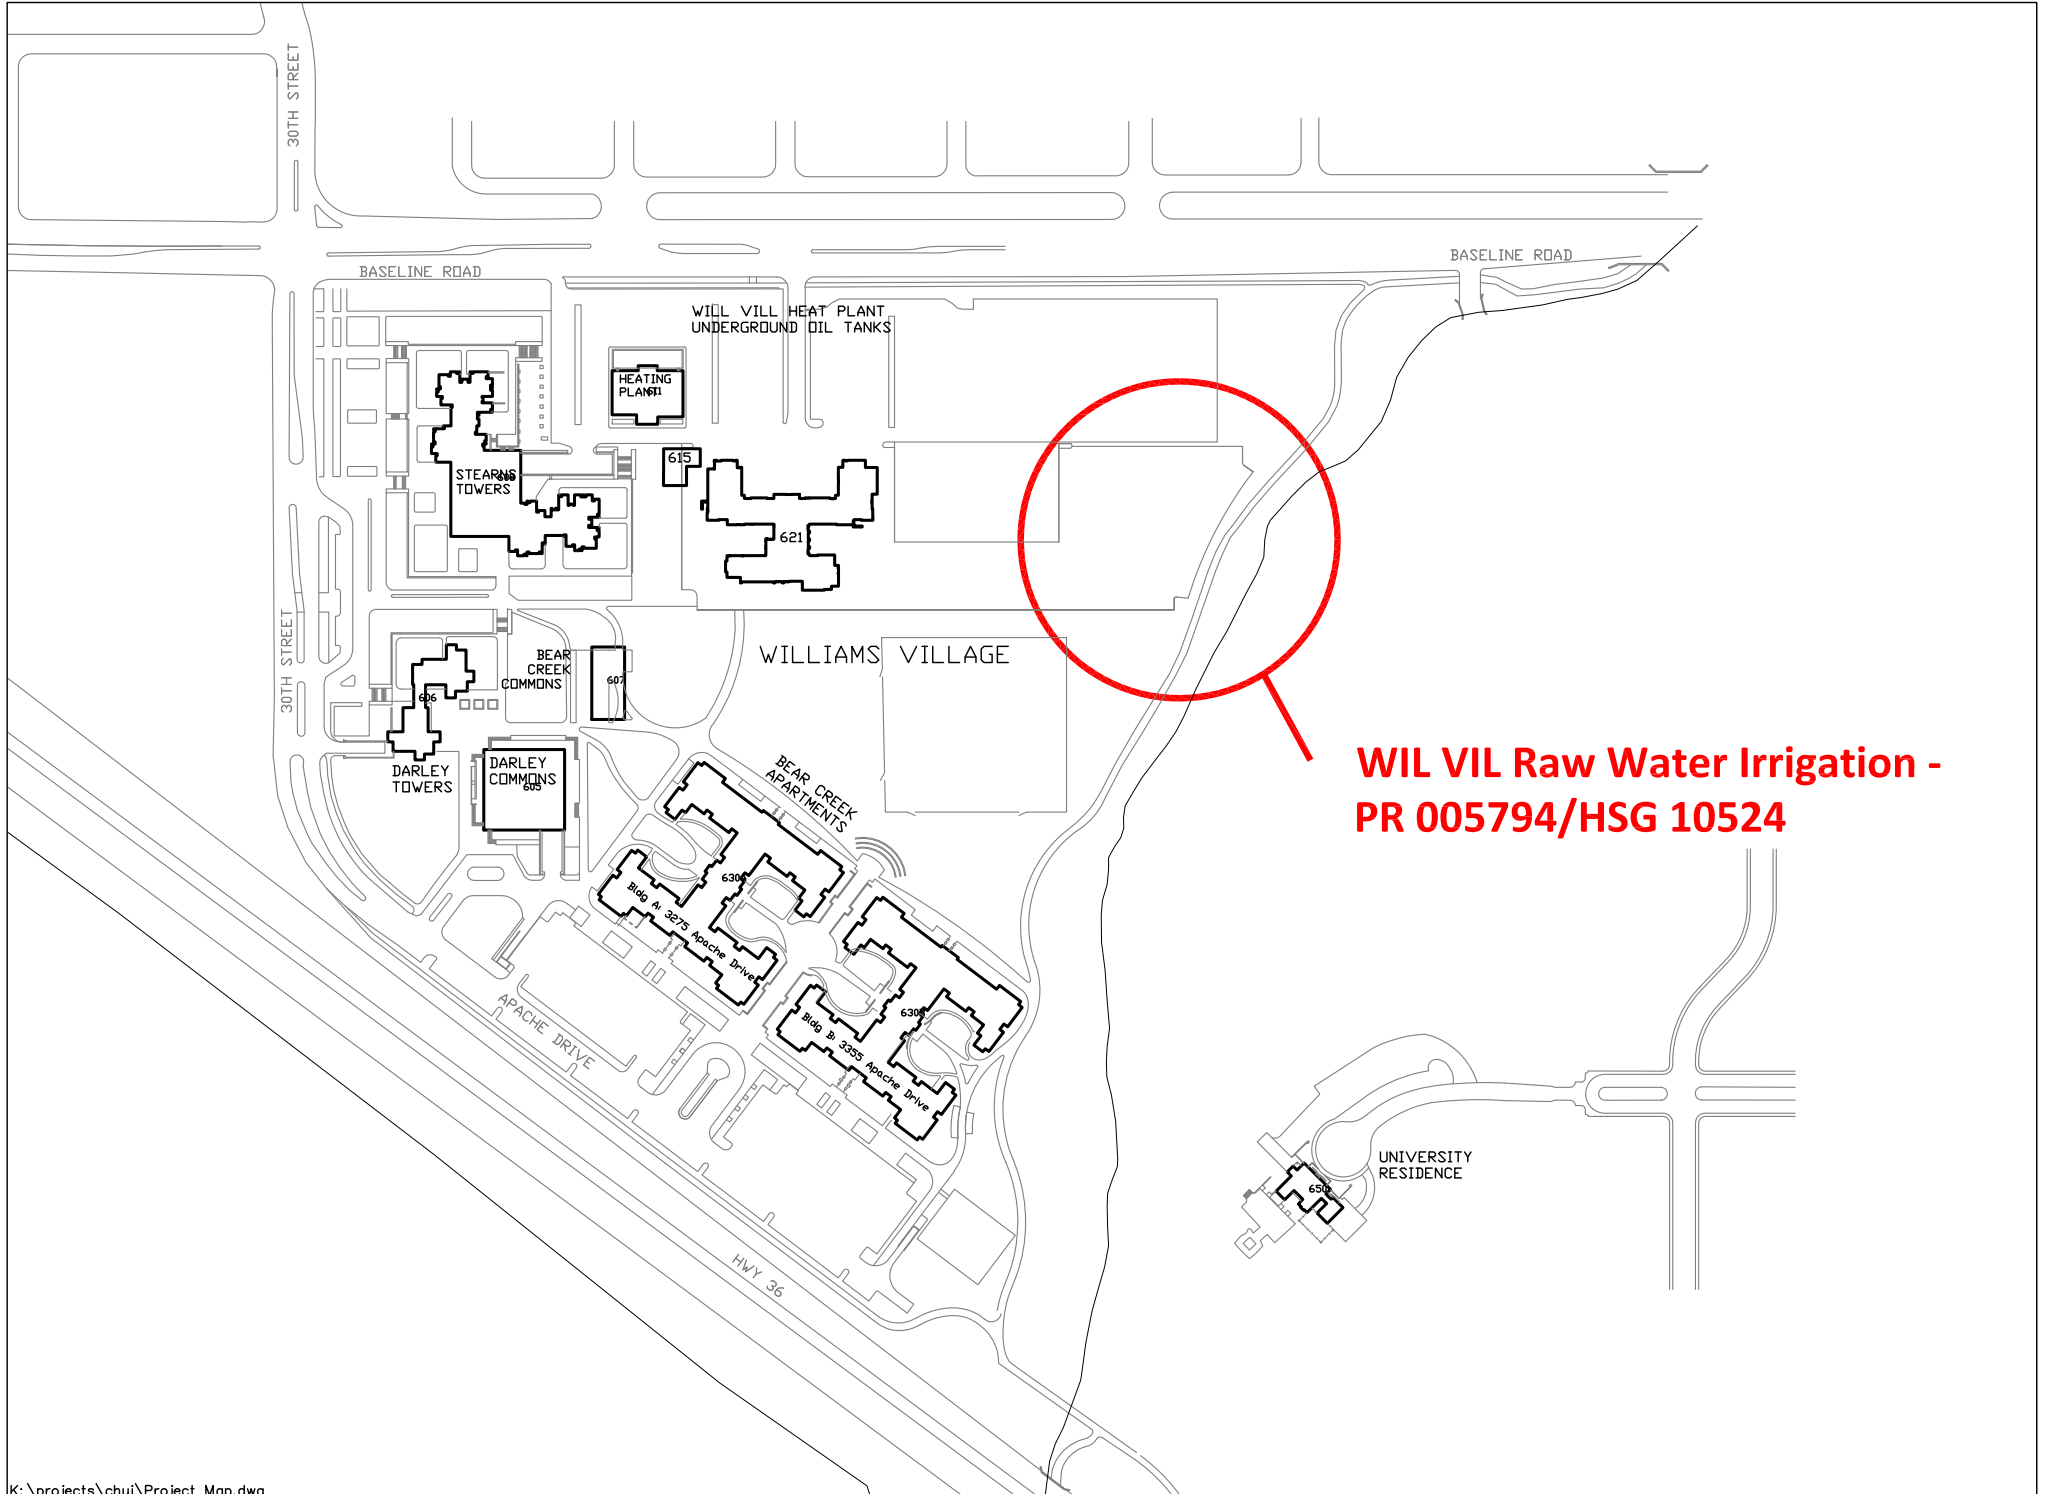 30TH STREET
BASELINE ROAD
BASELINE ROAD
WILL VILL HEAT PLANT
UNDERGROUND OIL TANKS
HEATING
PLANT
611
615
STEARNS
TOWERS
621
30TH STREET
WILLIAMS VILLAGE
BEAR
CREEK
COMMONS
607
606
DARLEY
TOWERS
DARLEY
COMMONS
605
BEAR CREEK
APARTMENTS
WIL VIL Raw Water Irrigation -
PR 005794/HSG 10524
Bldg A: 3275 Apache Drive
Bldg B: 3355 Apache Drive
APACHE DRIVE
UNIVERSITY
RESIDENCE
650
HWY 36
K:\projects\chui\Project Map.dwg